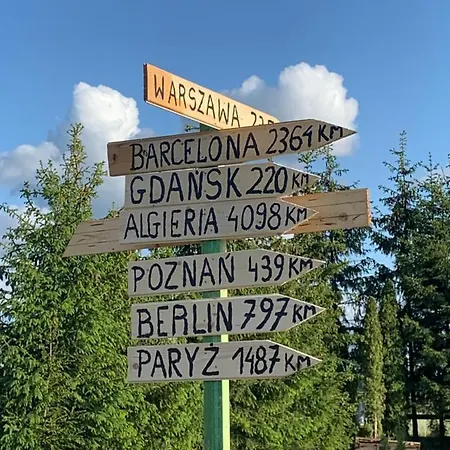 WARSZAWA
BARCELONA 2364 KM
GDAŃSK 220 KM
ALGIERIA 4098 KM
POZNAŃ 439 KM
BERLIN 797 KM
PARYŻ 1487 KM